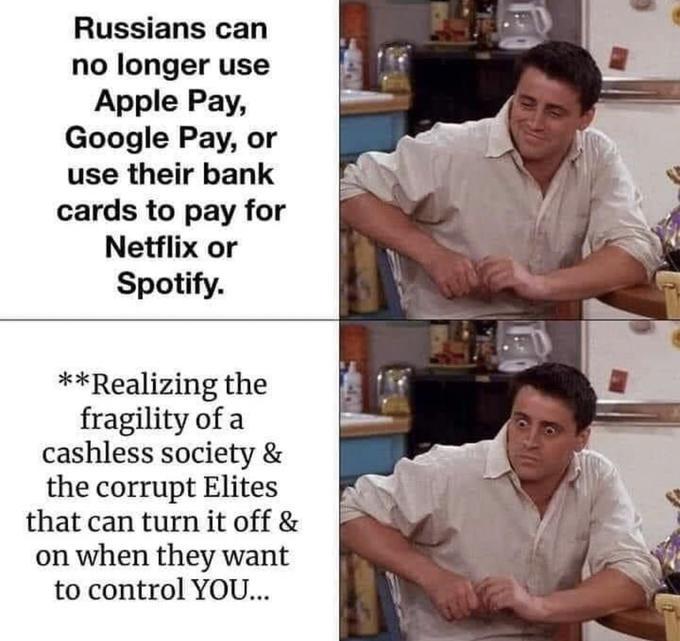 Russians can
no longer use
Apple Pay,
Google Pay, or
use their bank
cards to pay for
Netflix or
Spotify.
**Realizing the
fragility of a
cashless society &
the corrupt Elites
that can turn it off &
on when they want
to control YOU...